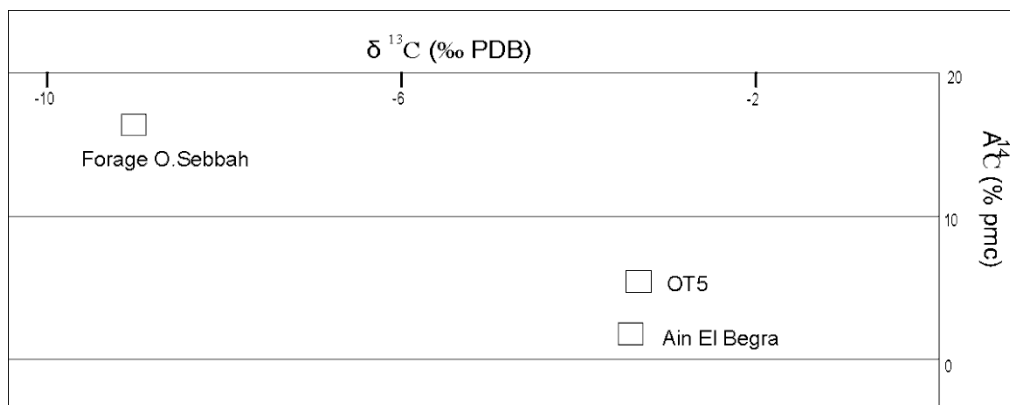 δ ¹³C (‰ PDB)
20
-10
-6
-2
Forage O.Sebbah
A¹⁴C (% pmc)
10
OT5
Ain El Begra
0